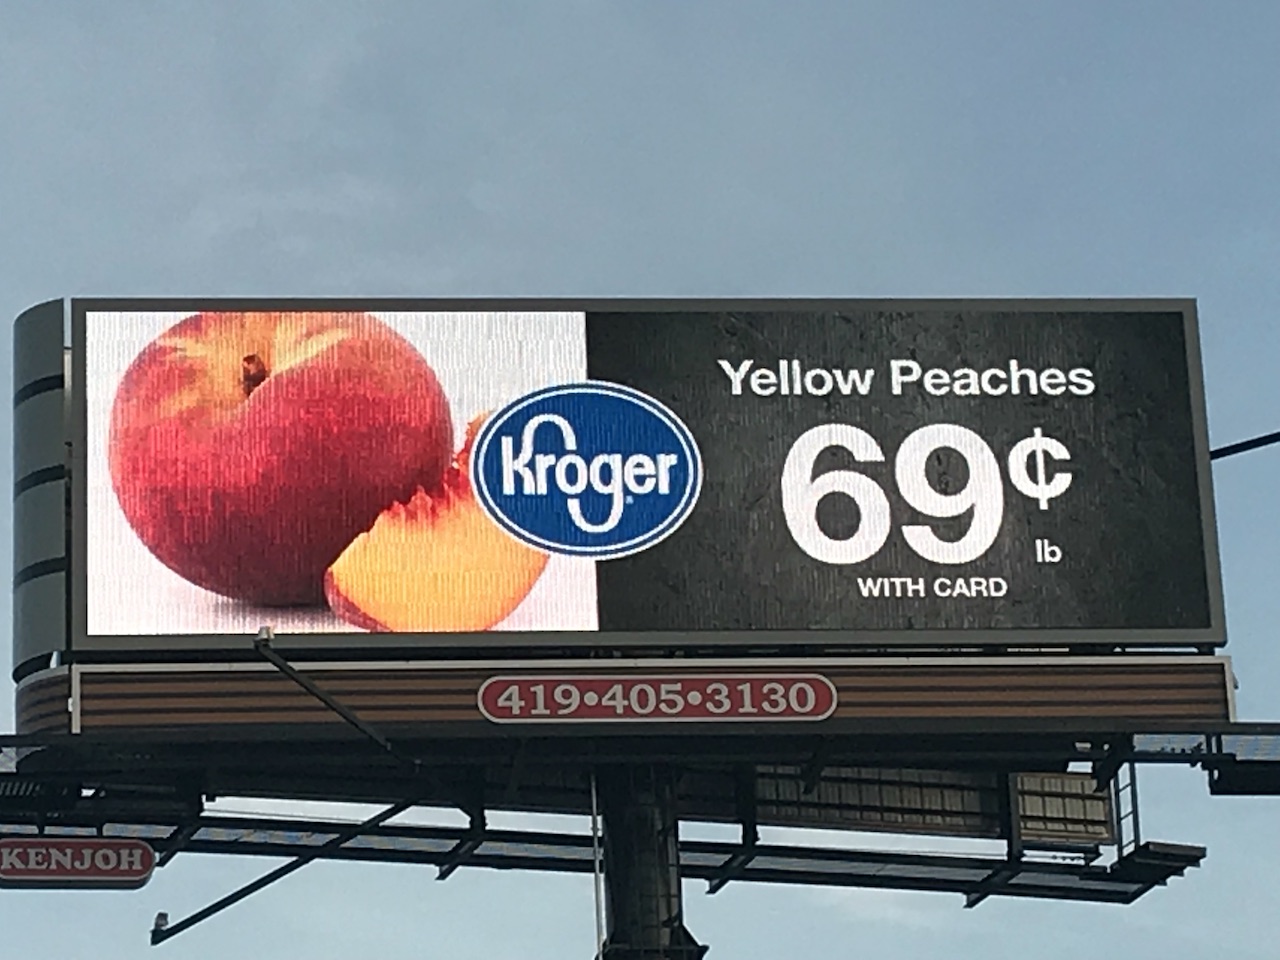 Yellow Peaches
Kroger
69¢
lb
WITH CARD
419•405•3130
KENJOH